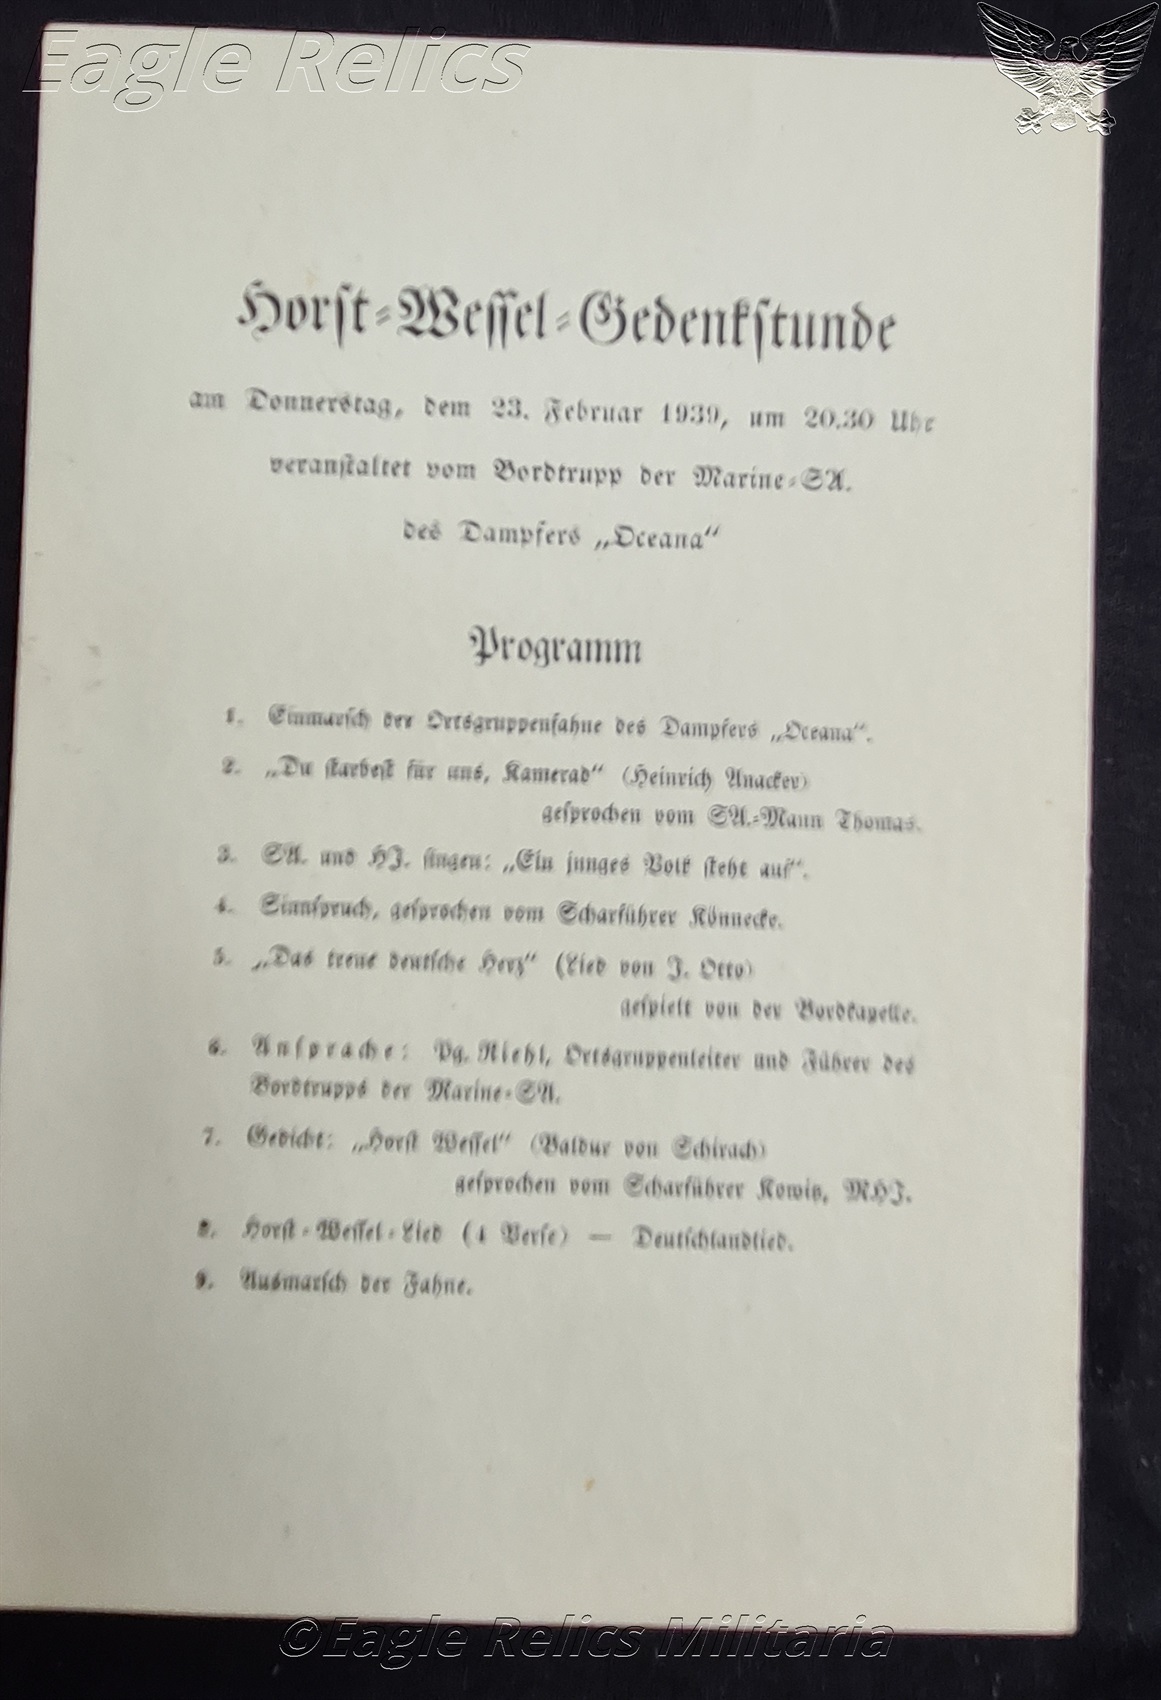 Eagle Relics
Horst-Wessel-Gedenkstunde
am Donnerstag, dem 23. Februar 1939, um 20.30 Uhr
veranstaltet vom Bordtrupp der Marine-SA.
des Dampfers „Oceana“
Programm
1. Einmarsch der Ortsgruppenfahne des Dampfers „Oceana“.
2. „Du starbest für uns, Kamerad“ (Heinrich Anacker)
gesprochen vom SA.-Mann Thomas.
3. SA. und HJ. singen: „Ein junges Volk steht auf“.
4. Sinnspruch, gesprochen vom Scharführer Könnecke.
5. „Das treue deutsche Herz“ (Lied von J. Otto)
gespielt von der Bordkapelle.
6. Ansprache: Pg. Riehl, Ortsgruppenleiter und Führer des
Bordtrupps der Marine-SA.
7. Gedicht: „Horst Wessel“ (Baldur von Schirach)
gesprochen vom Scharführer Kowitz, MHJ.
8. Horst-Wessel-Lied (4 Verse) — Deutschlandlied.
9. Ausmarsch der Fahne.
©Eagle Relics Militaria